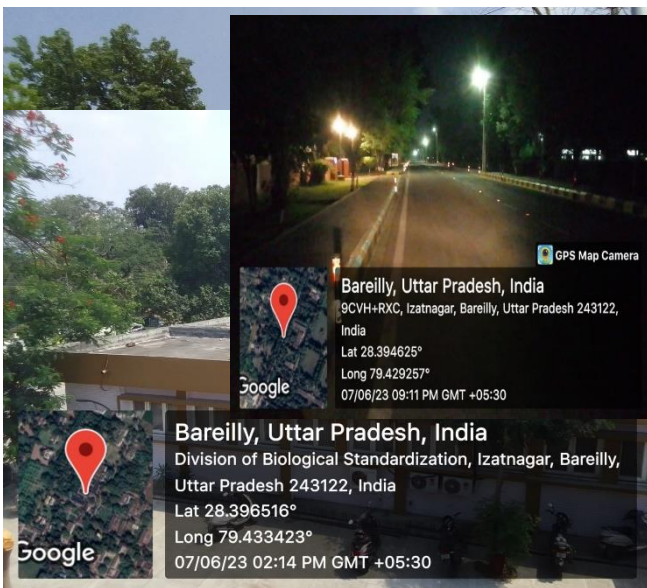 GPS Map Camera
Bareilly, Uttar Pradesh, India
9CVH+RXC, Izatnagar, Bareilly, Uttar Pradesh 243122,
India
Lat 28.394625°
Long 79.429257°
07/06/23 09:11 PM GMT +05:30
Google
Bareilly, Uttar Pradesh, India
Division of Biological Standardization, Izatnagar, Bareilly,
Uttar Pradesh 243122, India
Lat 28.396516°
Long 79.433423°
07/06/23 02:14 PM GMT +05:30
Google